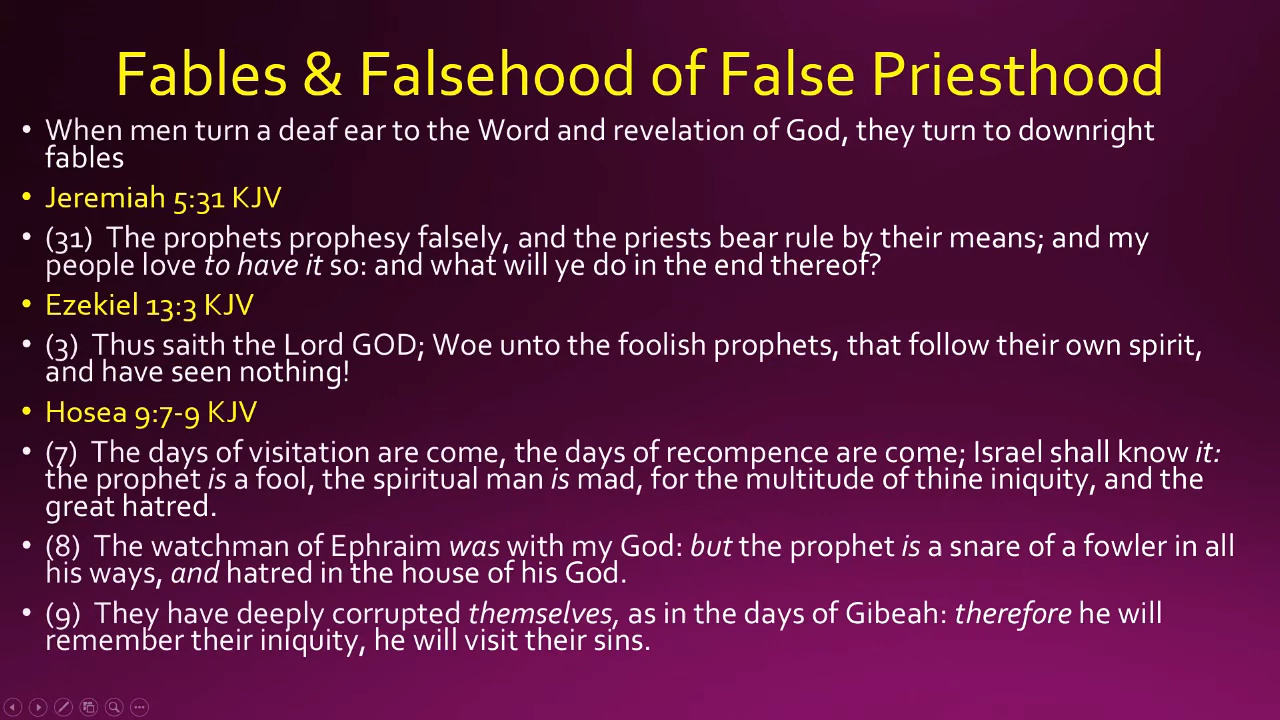 Fables & Falsehood of False Priesthood
• When men turn a deaf ear to the Word and revelation of God, they turn to downright
fables
• Jeremiah 5:31 KJV
• (31)  The prophets prophesy falsely, and the priests bear rule by their means; and my
people love to have it so: and what will ye do in the end thereof?
• Ezekiel 13:3 KJV
• (3)  Thus saith the Lord GOD; Woe unto the foolish prophets, that follow their own spirit,
and have seen nothing!
• Hosea 9:7-9 KJV
• (7)  The days of visitation are come, the days of recompence are come; Israel shall know it:
the prophet is a fool, the spiritual man is mad, for the multitude of thine iniquity, and the
great hatred.
• (8)  The watchman of Ephraim was with my God: but the prophet is a snare of a fowler in all
his ways, and hatred in the house of his God.
• (9)  They have deeply corrupted themselves, as in the days of Gibeah: therefore he will
remember their iniquity, he will visit their sins.